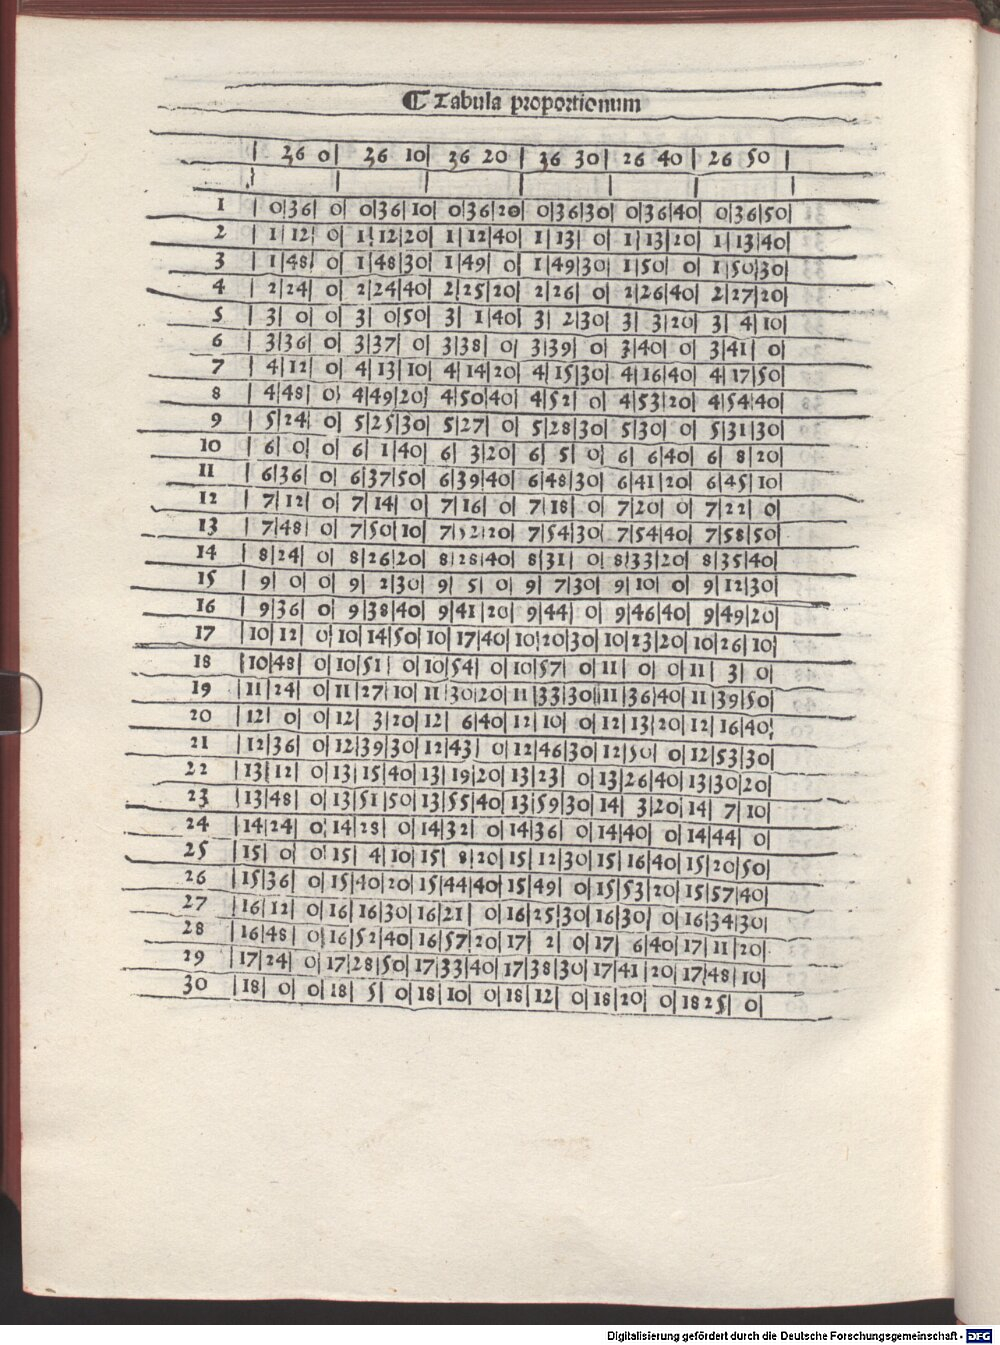 ₵ Tabula proportionum
| 36 0| 36 10| 36 20 | 36 30| 26 40 | 26 50 |
1 | 0|36| 0 0|36|10| 0|36|20| 0|36|30| 0|36|40| 0|36|50|
2 | 1|12| 0| 1|12|20| 1|12|40| 1|13| 0| 1|13|20| 1|13|40|
3 | 1|48| 0| 1|48|30| 1|49| 0| 1|49|30| 1|50| 0| 1|50|30|
4 | 2|24| 0| 2|24|40| 2|25|20| 2|26| 0| 2|26|40| 2|27|20|
5 | 3| 0| 0| 3| 0|50| 3| 1|40| 3| 2|30| 3| 3|20| 3| 4|10|
6 | 3|36| 0| 3|37| 0| 3|38| 0| 3|39| 0| 3|40| 0| 3|41| 0|
7 | 4|12| 0| 4|13|10| 4|14|20| 4|15|30| 4|16|40| 4|17|50|
8 | 4|48| 0| 4|49|20| 4|50|40| 4|52| 0| 4|53|20| 4|54|40|
9 | 5|24| 0| 5|25|30| 5|27| 0| 5|28|30| 5|30| 0| 5|31|30|
10 | 6| 0| 0| 6| 1|40| 6| 3|20| 6| 5| 0| 6| 6|40| 6| 8|20|
11 | 6|36| 0| 6|37|50| 6|39|40| 6|48|30| 6|41|20| 6|45|10|
12 | 7|12| 0| 7|14| 0| 7|16| 0| 7|18| 0| 7|20| 0| 7|22| 0|
13 | 7|48| 0| 7|50|10| 7|52|20| 7|54|30| 7|54|40| 7|58|50|
14 | 8|24| 0| 8|26|20| 8|28|40| 8|31| 0| 8|33|20| 8|35|40|
15 | 9| 0| 0| 9| 2|30| 9| 5| 0| 9| 7|30| 9|10| 0| 9|12|30|
16 | 9|36| 0| 9|38|40| 9|41|20| 9|44| 0| 9|46|40| 9|49|20|
17 |10|12| 0|10|14|50|10|17|40|10|20|30|10|23|20|10|26|10|
18 |10|48| 0|10|51| 0|10|54| 0|10|57| 0|11| 0| 0|11| 3| 0|
19 |11|24| 0|11|27|10|11|30|20|11|33|30|11|36|40|11|39|50|
20 |12| 0| 0|12| 3|20|12| 6|40|12|10| 0|12|13|20|12|16|40|
21 |12|36| 0|12|39|30|12|43| 0|12|46|30|12|50| 0|12|53|30|
22 |13|12| 0|13|15|40|13|19|20|13|23| 0|13|26|40|13|30|20|
23 |13|48| 0|13|51|50|13|55|40|13|59|30|14| 3|20|14| 7|10|
24 |14|24| 0|14|28| 0|14|32| 0|14|36| 0|14|40| 0|14|44| 0|
25 |15| 0| 0|15| 4|10|15| 8|20|15|12|30|15|16|40|15|20|50|
26 |15|36| 0|15|40|20|15|44|40|15|49| 0|15|53|20|15|57|40|
27 |16|12| 0|16|16|30|16|21| 0|16|25|30|16|30| 0|16|34|30|
28 |16|48| 0|16|52|40|16|57|20|17| 2| 0|17| 6|40|17|11|20|
29 |17|24| 0|17|28|50|17|33|40|17|38|30|17|41|20|17|48|10|
30 |18| 0| 0|18| 5| 0|18|10| 0|18|12| 0|18|20| 0|18 25| 0|
Digitalisierung gefördert durch die Deutsche Forschungsgemeinschaft - DFG